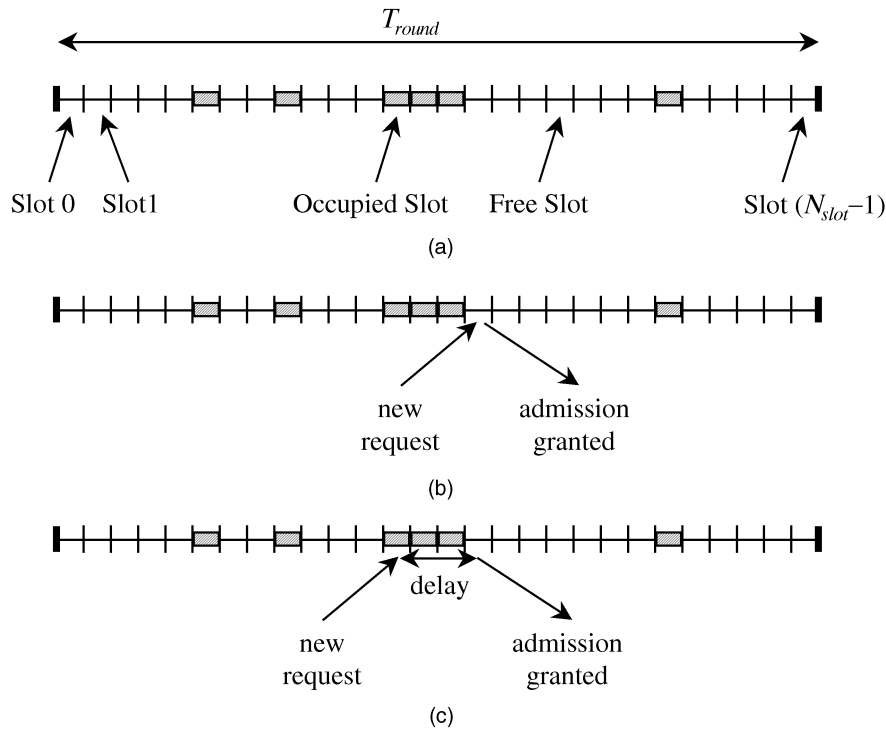 T_round
Slot 0 Slot1 Occupied Slot Free Slot Slot (N_slot–1)
(a)
new admission
request granted
(b)
delay
new admission
request granted
(c)